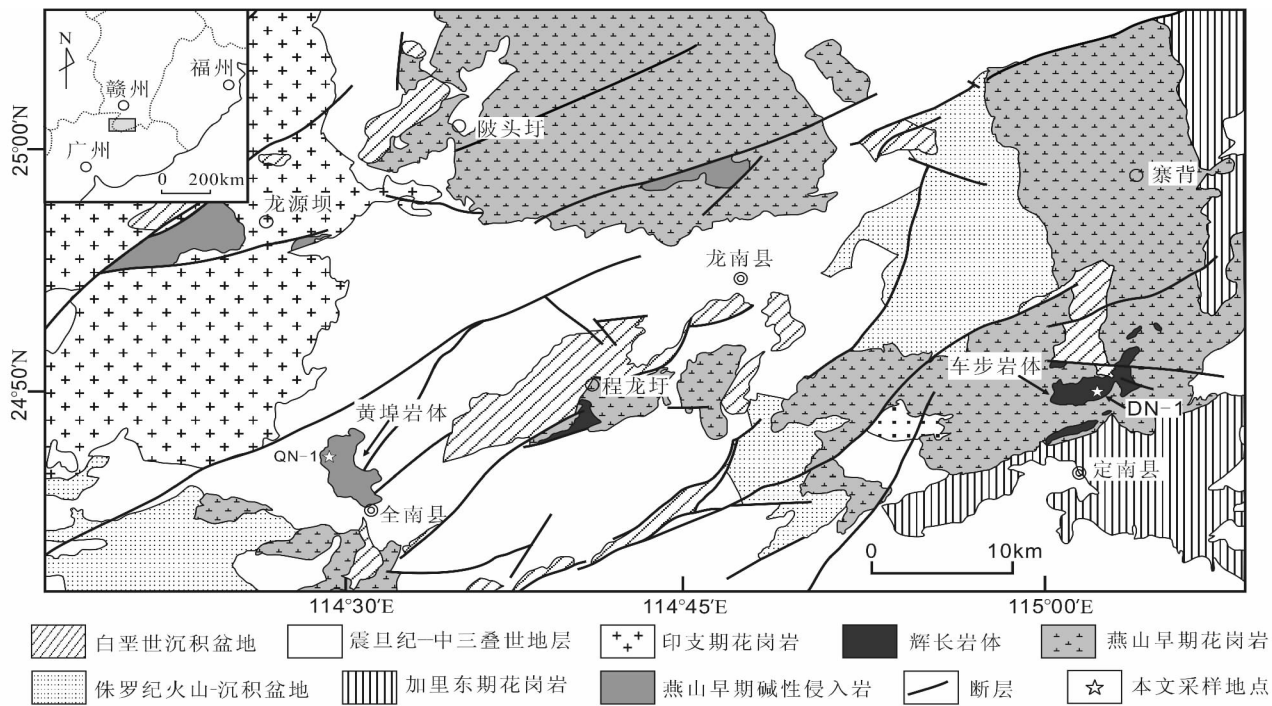 N
福州
赣州
广州
0 200km
25°00′N
24°50′N
陂头圩
寨背
龙源坝
龙南县
程龙圩
车步岩体
DN-1
黄埠岩体
QN-1
定南县
全南县
0 10km
114°30′E
114°45′E
115°00′E
白垩世沉积盆地
震旦纪—中三叠世地层
印支期花岗岩
辉长岩体
燕山早期花岗岩
侏罗纪火山-沉积盆地
加里东期花岗岩
燕山早期碱性侵入岩
断层
本文采样地点